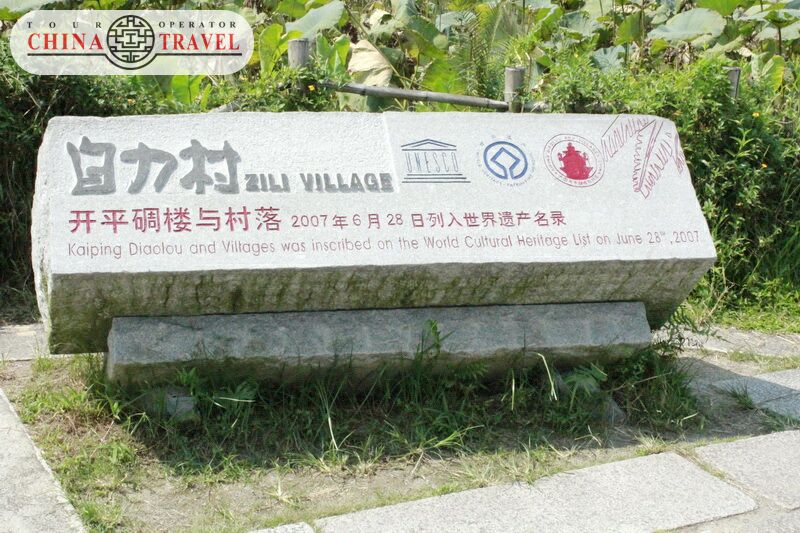 TOUR OPERATOR
CHINA TRAVEL
自力村 ZILI VILLAGE
UNESCO
开平碉楼与村落 2007年6月28日列入世界遗产名录
Kaiping Diaolou and Villages was inscribed on the World Cultural Heritage List on June 28th, 2007